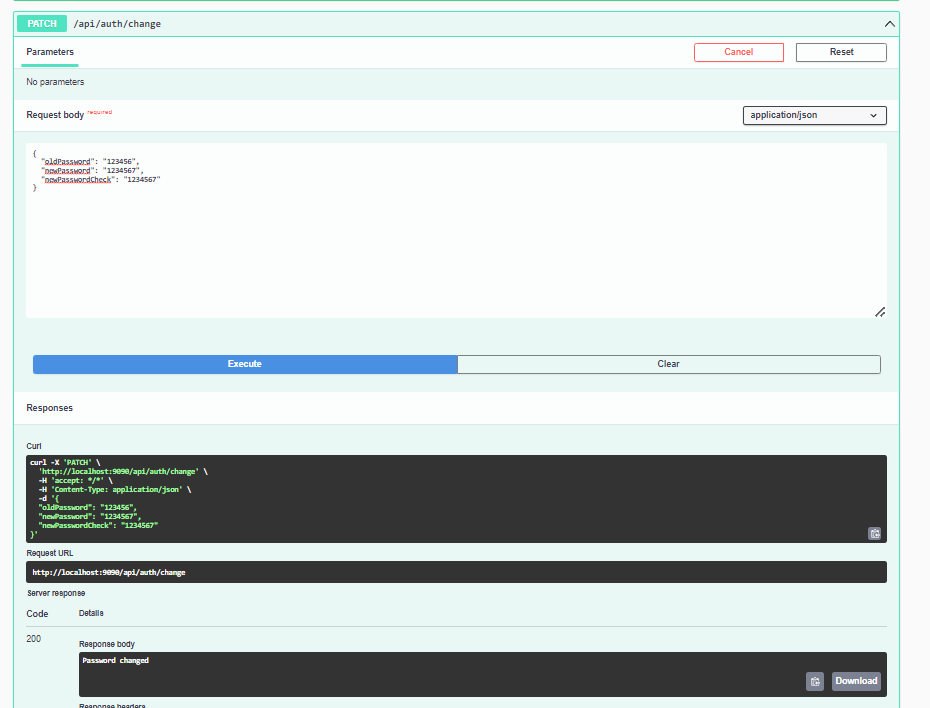 PATCH /api/auth/change
Parameters
Cancel
Reset
No parameters
Request body required
application/json
{
"oldPassword": "123456",
"newPassword": "1234567",
"newPasswordCheck": "1234567"
}
Execute
Clear
Responses
Curl
curl -X 'PATCH' \
'http://localhost:9090/api/auth/change' \
-H 'accept: */*' \
-H 'Content-Type: application/json' \
-d '{
"oldPassword": "123456",
"newPassword": "1234567",
"newPasswordCheck": "1234567"
}'
Request URL
http://localhost:9090/api/auth/change
Server response
Code
Details
200
Response body
Password changed
Download
Response headers